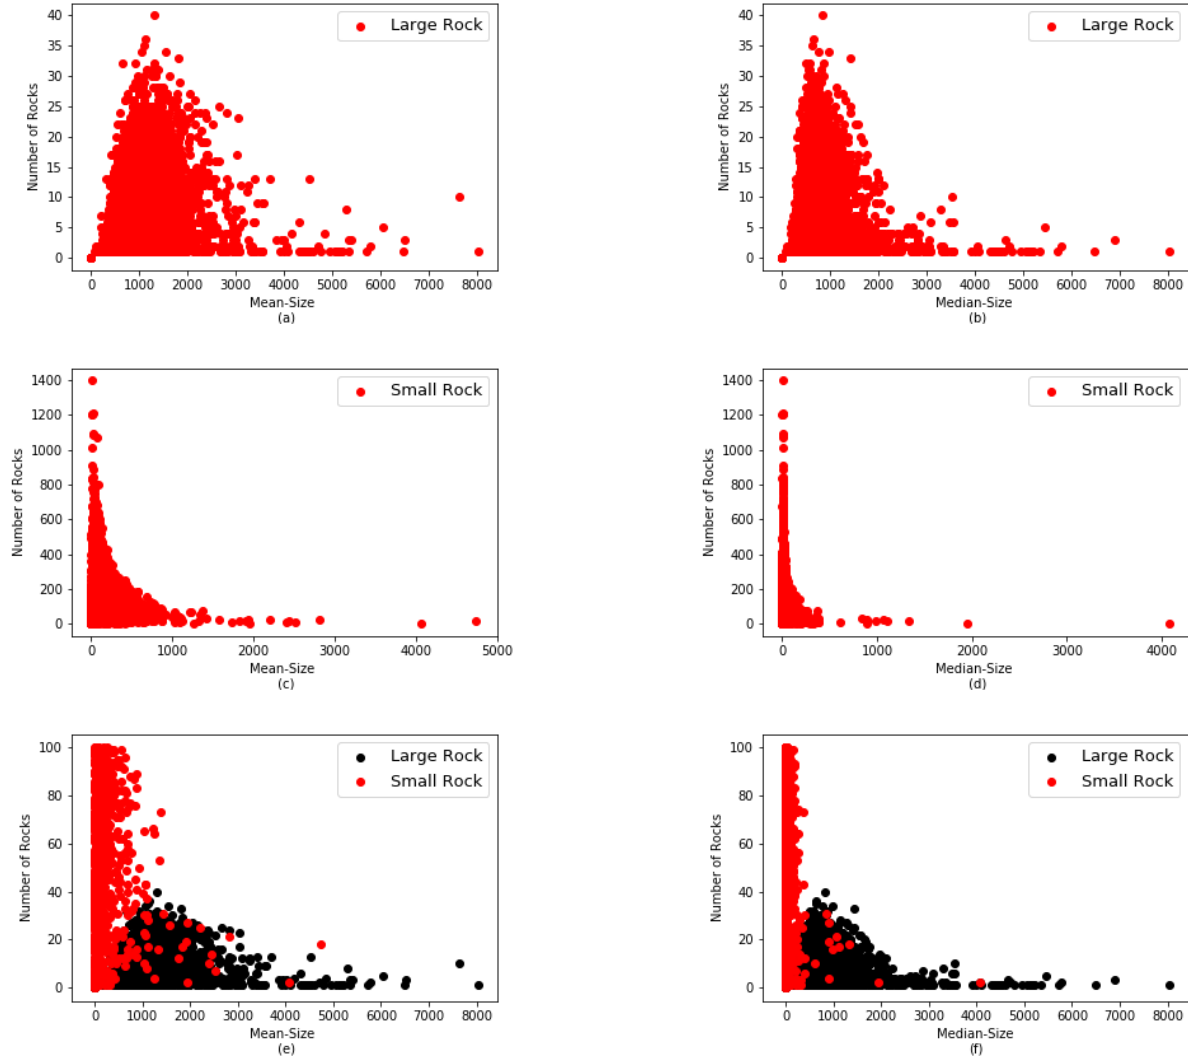 40
35
30
25
20
15
10
5
0
Number of Rocks
Large Rock
0 1000 2000 3000 4000 5000 6000 7000 8000
Mean-Size
(a)
40
35
30
25
20
15
10
5
0
Number of Rocks
Large Rock
0 1000 2000 3000 4000 5000 6000 7000 8000
Median-Size
(b)
1400
1200
1000
800
600
400
200
0
Number of Rocks
Small Rock
0 1000 2000 3000 4000 5000
Mean-Size
(c)
1400
1200
1000
800
600
400
200
0
Number of Rocks
Small Rock
0 1000 2000 3000 4000
Median-Size
(d)
100
80
60
40
20
0
Number of Rocks
Large Rock
Small Rock
0 1000 2000 3000 4000 5000 6000 7000 8000
Mean-Size
(e)
100
80
60
40
20
0
Number of Rocks
Large Rock
Small Rock
0 1000 2000 3000 4000 5000 6000 7000 8000
Median-Size
(f)